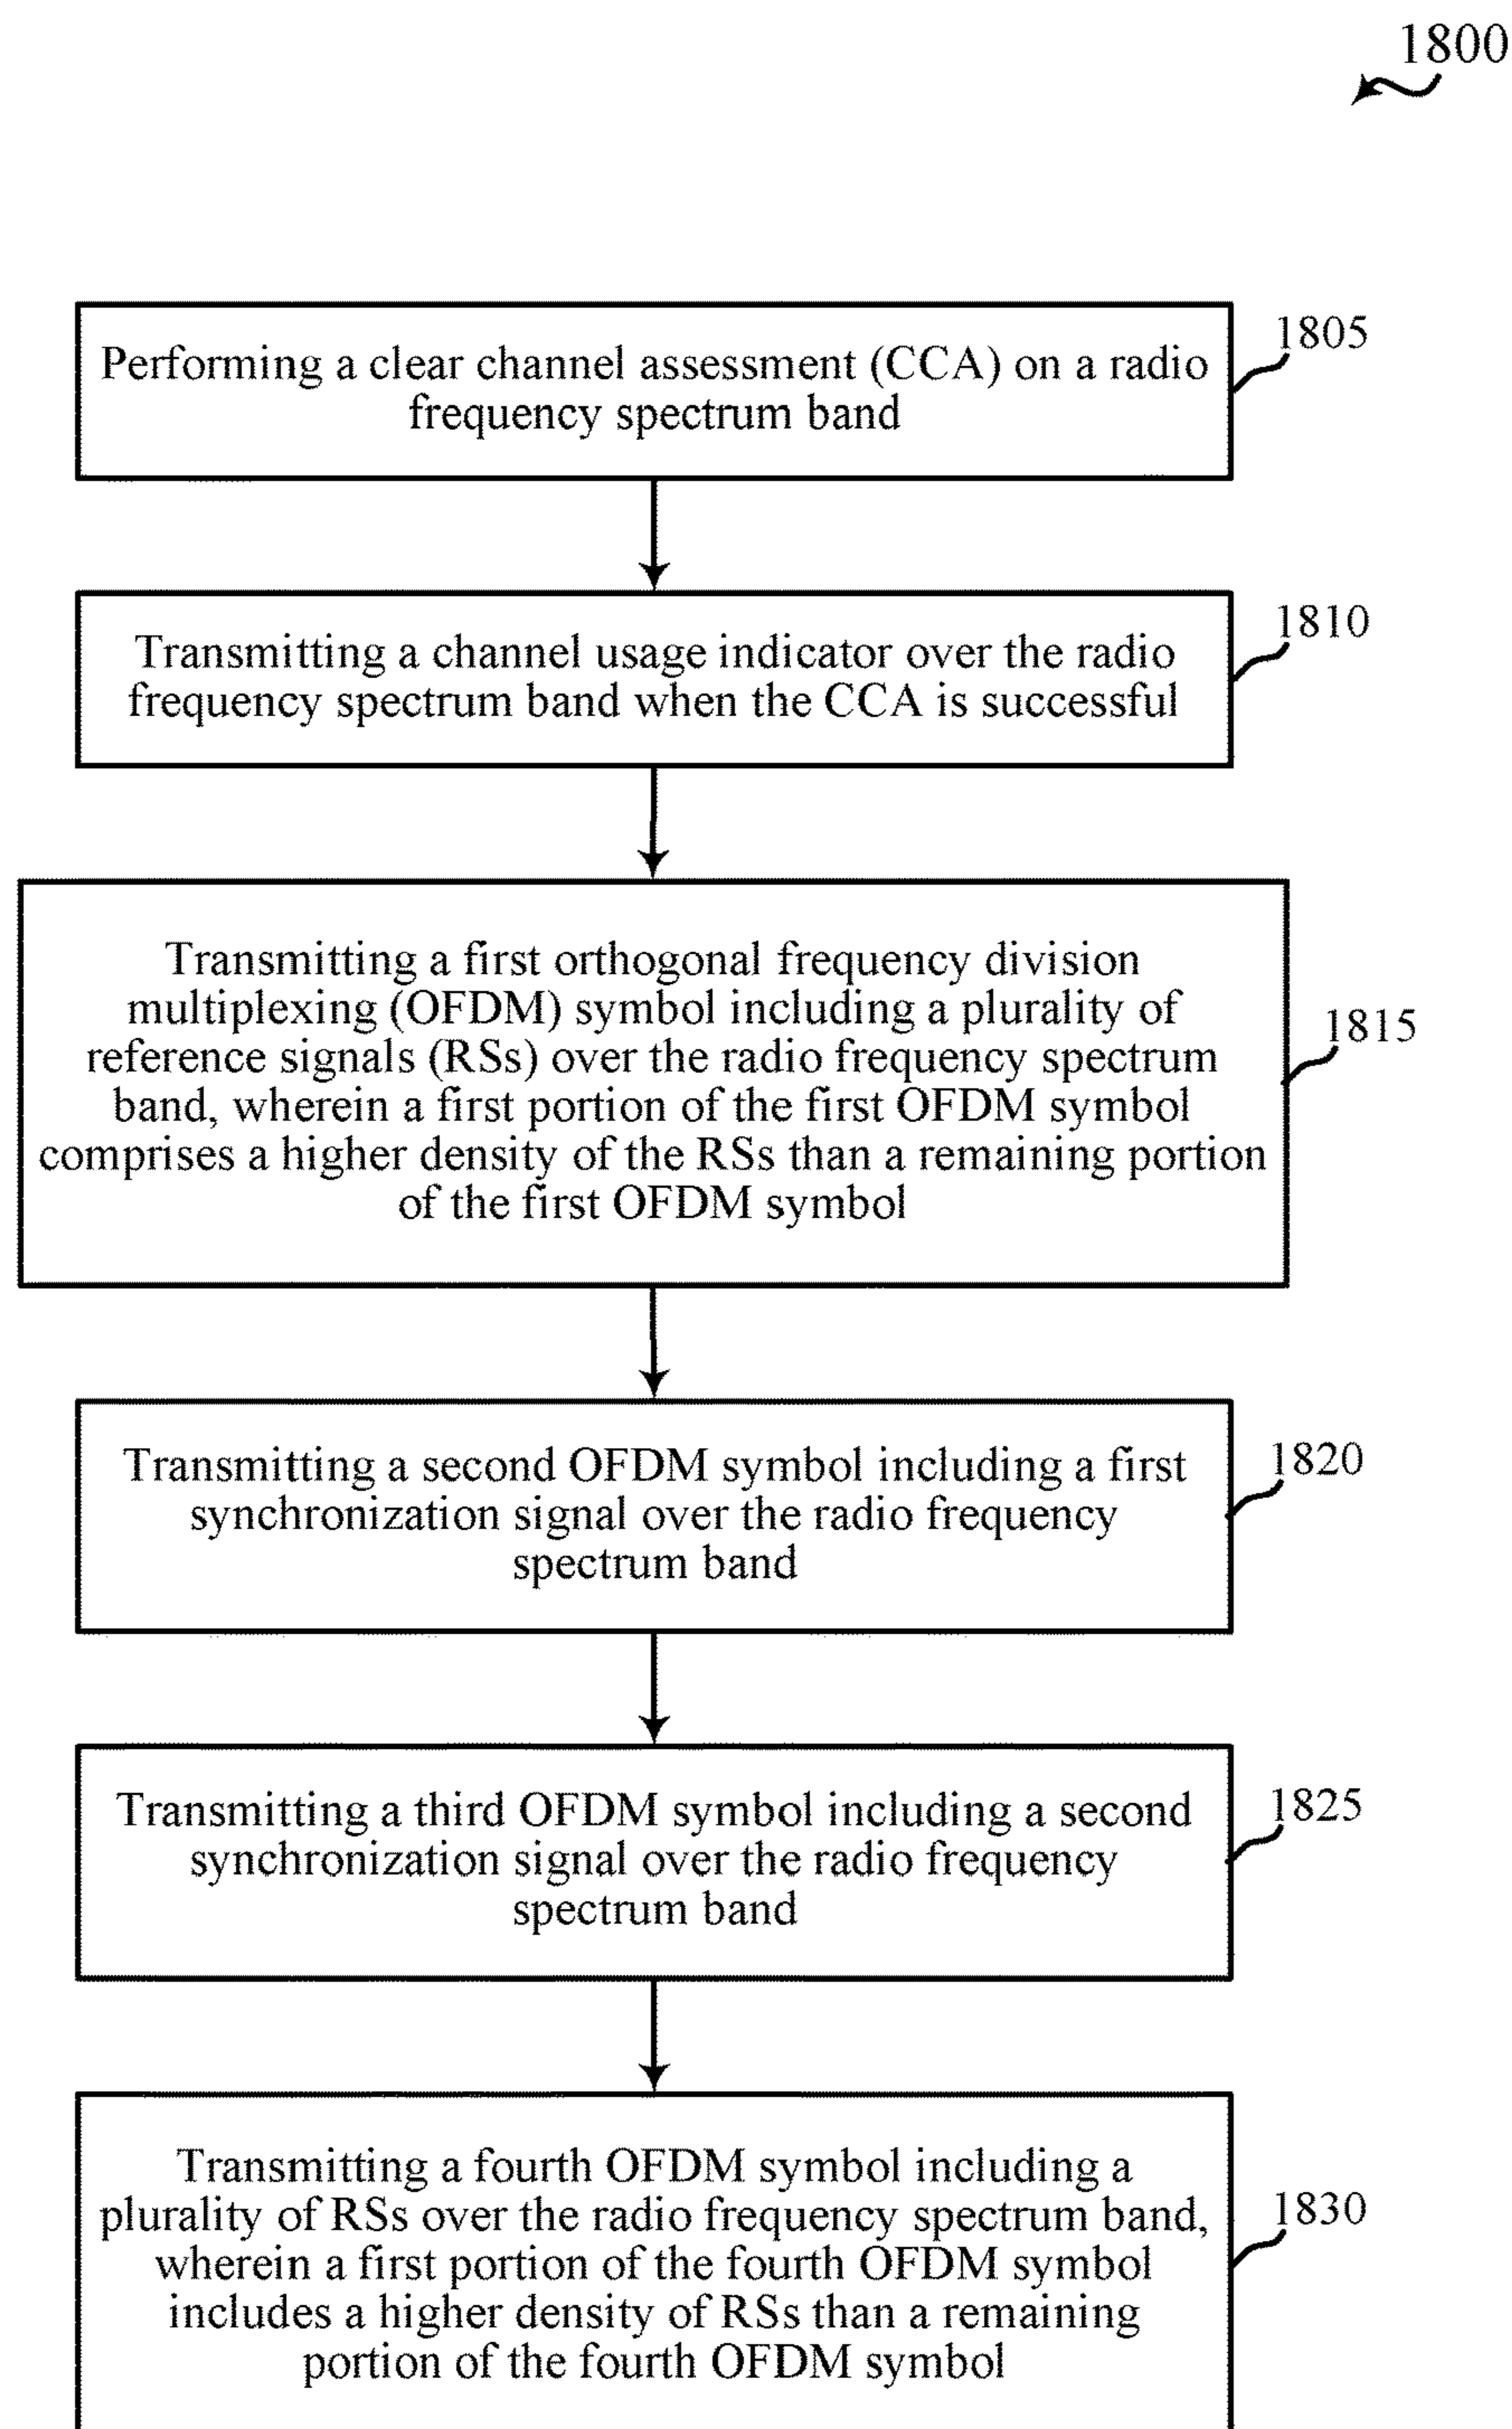 1800
Performing a clear channel assessment (CCA) on a radio
frequency spectrum band
1805
Transmitting a channel usage indicator over the radio
frequency spectrum band when the CCA is successful
1810
Transmitting a first orthogonal frequency division
multiplexing (OFDM) symbol including a plurality of
reference signals (RSs) over the radio frequency spectrum
band, wherein a first portion of the first OFDM symbol
comprises a higher density of the RSs than a remaining portion
of the first OFDM symbol
1815
Transmitting a second OFDM symbol including a first
synchronization signal over the radio frequency
spectrum band
1820
Transmitting a third OFDM symbol including a second
synchronization signal over the radio frequency
spectrum band
1825
Transmitting a fourth OFDM symbol including a
plurality of RSs over the radio frequency spectrum band,
wherein a first portion of the fourth OFDM symbol
includes a higher density of RSs than a remaining
portion of the fourth OFDM symbol
1830